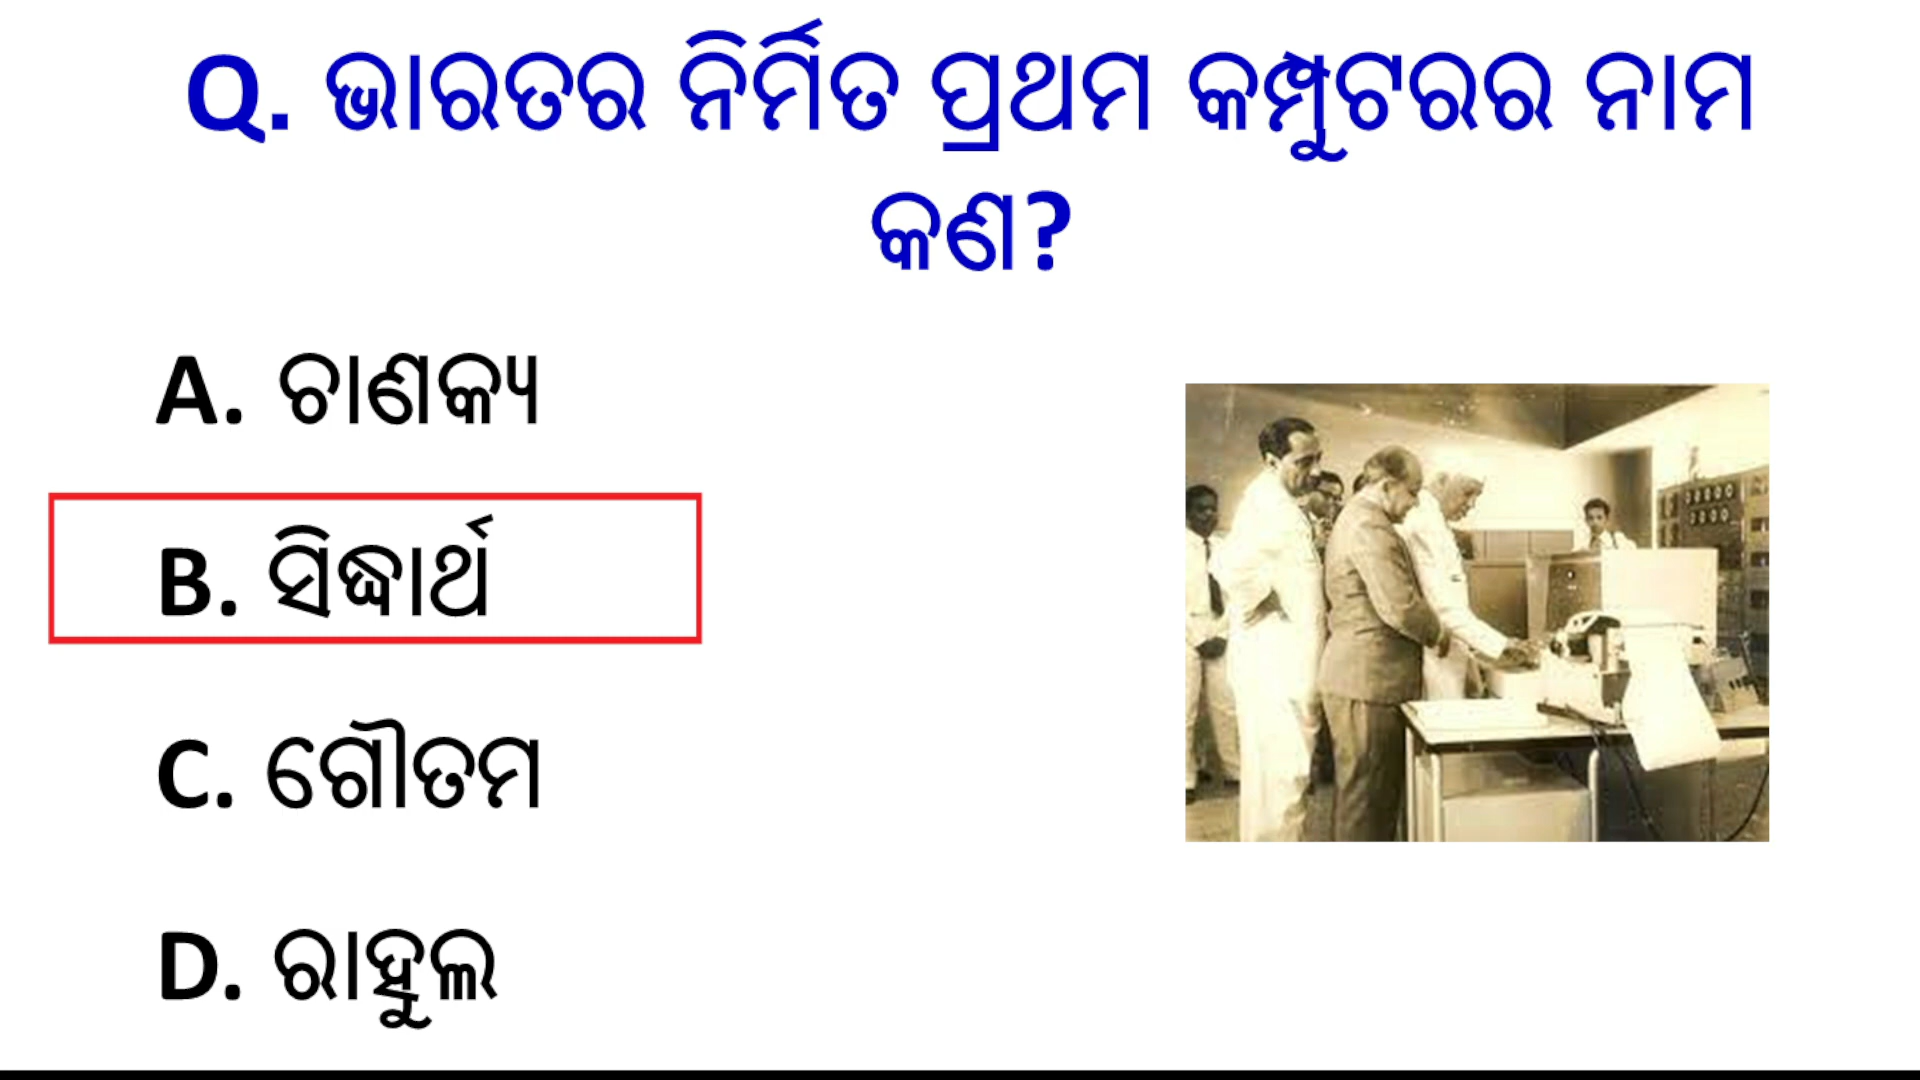 Q. ଭାରତର ନିର୍ମିତ ପ୍ରଥମ କମ୍ପୁଟରର ନାମ
କଣ?
A. ଚାଣକ୍ୟ
B. ସିଦ୍ଧାର୍ଥ
C. ଗୌତମ
D. ରାହୁଲ